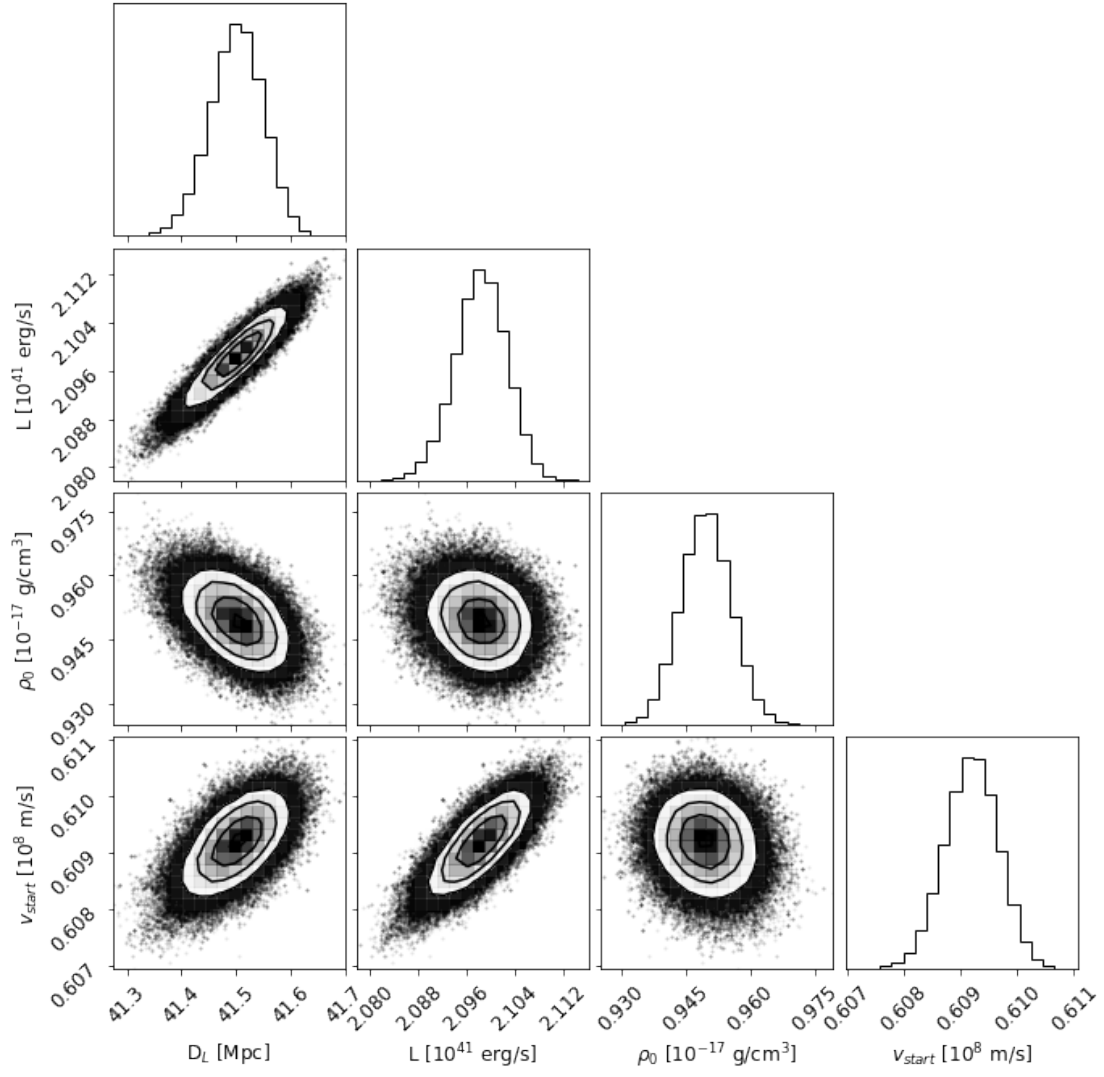 L [10^41 erg/s]
2.112
2.104
2.096
2.088
2.080
ρ_0 [10^−17 g/cm^3]
0.975
0.960
0.945
0.930
v_start [10^8 m/s]
0.611
0.610
0.609
0.608
0.607
41.3 41.4 41.5 41.6 41.7
D_L [Mpc]
2.080 2.088 2.096 2.104 2.112
L [10^41 erg/s]
0.930 0.945 0.960 0.975
ρ_0 [10^−17 g/cm^3]
0.607 0.608 0.609 0.610 0.611
v_start [10^8 m/s]